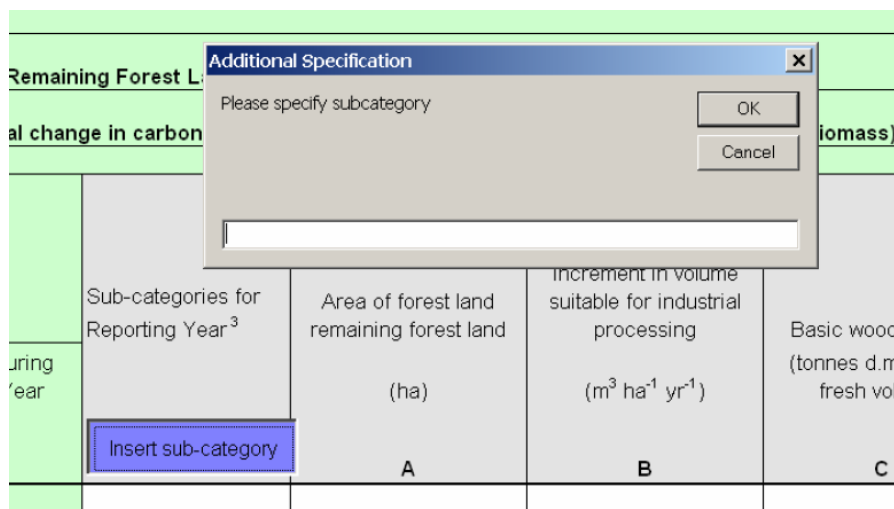 Additional Specification
Remaining Forest L
Please specify subcategory
OK
al change in carbon
iomass)
Cancel
Increment in volume
suitable for industrial
processing
(m³ ha⁻¹ yr⁻¹)
B
Sub-categories for
Reporting Year³
Area of forest land
remaining forest land
(ha)
A
Basic wood
(tonnes d.m
fresh vol
C
uring
Year
Insert sub-category